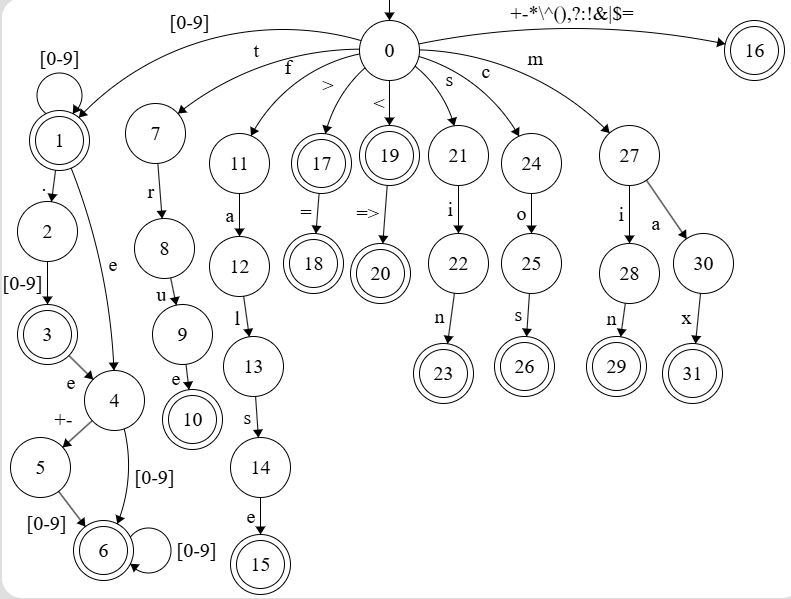 +-*\^(),?:!&|$=
[0-9]
0
16
t
f
s
c
m
>
<
[0-9]
1
7
11
17
19
21
24
27
.
r
a
=
=>
i
o
i
a
2
8
12
18
20
22
25
28
30
e
[0-9]
u
l
n
s
n
x
3
9
13
23
26
29
31
e
e
4
10
+-
s
5
14
[0-9]
[0-9]
e
6
[0-9]
15